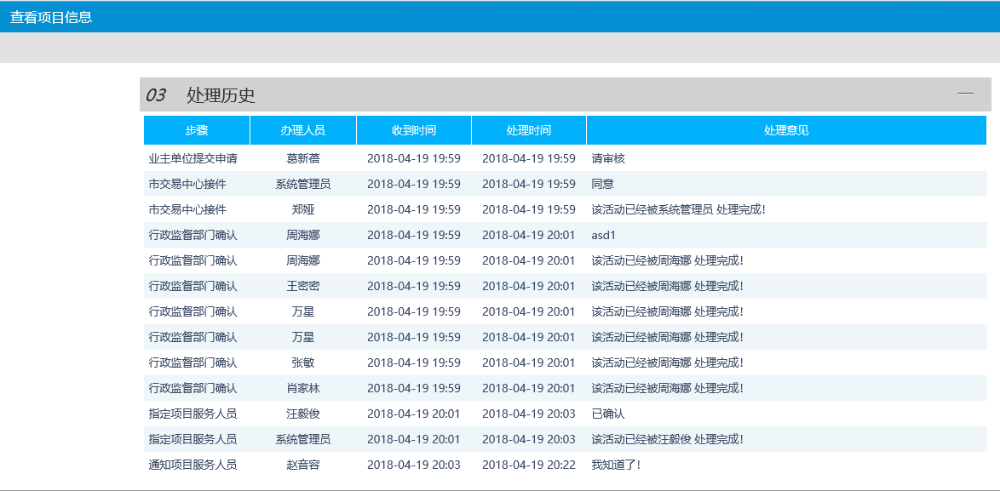 查看项目信息
03 处理历史
步骤 办理人员 收到时间 处理时间 处理意见
业主单位提交申请 葛新蓓 2018-04-19 19:59 2018-04-19 19:59 请审核
市交易中心接件 系统管理员 2018-04-19 19:59 2018-04-19 19:59 同意
市交易中心接件 郑娅 2018-04-19 19:59 2018-04-19 19:59 该活动已经被系统管理员 处理完成!
行政监督部门确认 周海娜 2018-04-19 19:59 2018-04-19 20:01 asd1
行政监督部门确认 周海娜 2018-04-19 19:59 2018-04-19 20:01 该活动已经被周海娜 处理完成!
行政监督部门确认 王密密 2018-04-19 19:59 2018-04-19 20:01 该活动已经被周海娜 处理完成!
行政监督部门确认 万星 2018-04-19 19:59 2018-04-19 20:01 该活动已经被周海娜 处理完成!
行政监督部门确认 万星 2018-04-19 19:59 2018-04-19 20:01 该活动已经被周海娜 处理完成!
行政监督部门确认 张敏 2018-04-19 19:59 2018-04-19 20:01 该活动已经被周海娜 处理完成!
行政监督部门确认 肖家林 2018-04-19 19:59 2018-04-19 20:01 该活动已经被周海娜 处理完成!
指定项目服务人员 汪毅俊 2018-04-19 20:01 2018-04-19 20:03 已确认
指定项目服务人员 系统管理员 2018-04-19 20:01 2018-04-19 20:03 该活动已经被汪毅俊 处理完成!
通知项目服务人员 赵音容 2018-04-19 20:03 2018-04-19 20:22 我知道了!